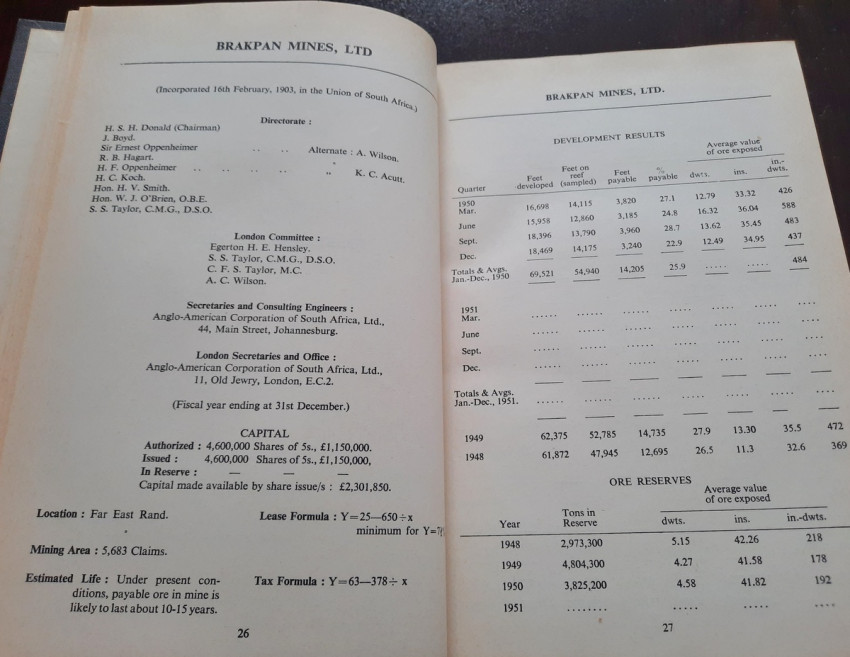 BRAKPAN MINES, LTD
(Incorporated 16th February, 1903, in the Union of South Africa.)
Directorate :
H. S. H. Donald (Chairman)
J. Boyd.
Sir Ernest Oppenheimer .. .. Alternate : A. Wilson.
R. B. Hagart.
H. F. Oppenheimer .. .. .. .. „ K. C. Acutt.
H. C. Koch.
Hon. H. V. Smith.
Hon. W. J. O'Brien, O.B.E.
S. S. Taylor, C.M.G., D.S.O.
London Committee :
Egerton H. E. Hensley.
S. S. Taylor, C.M.G., D.S.O.
C. F. S. Taylor, M.C.
A. C. Wilson.
Secretaries and Consulting Engineers :
Anglo-American Corporation of South Africa, Ltd.,
44, Main Street, Johannesburg.
London Secretaries and Office :
Anglo-American Corporation of South Africa, Ltd.,
11, Old Jewry, London, E.C.2.
(Fiscal year ending at 31st December.)
CAPITAL
Authorized : 4,600,000 Shares of 5s., £1,150,000.
Issued : 4,600,000 Shares of 5s., £1,150,000,
In Reserve : — — —
Capital made available by share issue/s : £2,301,850.
Location : Far East Rand. Lease Formula : Y=25—650÷x
minimum for Y=
Mining Area : 5,683 Claims.
Estimated Life : Under present con- Tax Formula : Y=63—378÷ x
ditions, payable ore in mine is
likely to last about 10-15 years.
26
BRAKPAN MINES, LTD.
DEVELOPMENT RESULTS
Average value
of ore exposed
Quarter Feet developed Feet on reef (sampled) Feet payable % payable dwts. ins. in.-dwts.
1950
Mar. 16,698 14,115 3,820 27.1 12.79 33.32 426
June 15,958 12,860 3,185 24.8 16.32 36.04 588
Sept. 18,396 13,790 3,960 28.7 13.62 35.45 483
Dec. 18,469 14,175 3,240 22.9 12.49 34.95 437
Totals & Avgs.
Jan.-Dec., 1950 69,521 54,940 14,205 25.9 ..... ..... 484
1951
Mar. ...... ...... ..... ..... ..... ..... ....
June ...... ...... ..... ..... ..... ..... ....
Sept. ...... ...... ..... ..... ..... ..... ....
Dec. ...... ...... ..... ..... ..... ..... ....
Totals & Avgs.
Jan.-Dec., 1951. ...... ...... ..... ..... ..... ..... ....
1949 62,375 52,785 14,735 27.9 13.30 35.5 472
1948 61,872 47,945 12,695 26.5 11.3 32.6 369
ORE RESERVES
Average value
of ore exposed
Year Tons in Reserve dwts. ins. in.-dwts.
1948 2,973,300 5.15 42.26 218
1949 4,804,300 4.27 41.58 178
1950 3,825,200 4.58 41.82 192
1951 ........ ..... ..... ....
27